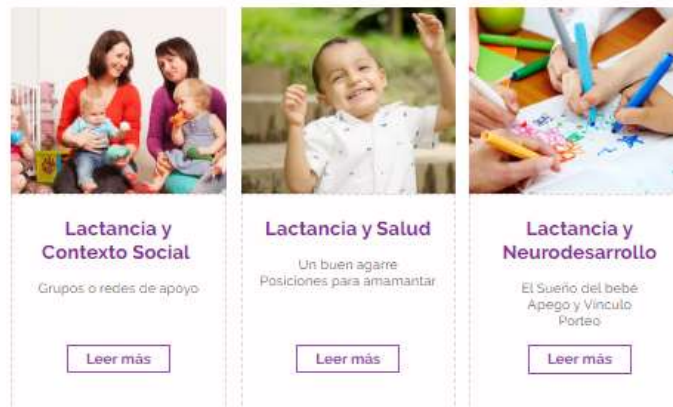 Lactancia y
Contexto Social
Grupos o redes de apoyo
Leer más
Lactancia y Salud
Un buen agarre
Posiciones para amamantar
Leer más
Lactancia y
Neurodesarrollo
El Sueño del bebé
Apego y Vínculo
Porteo
Leer más